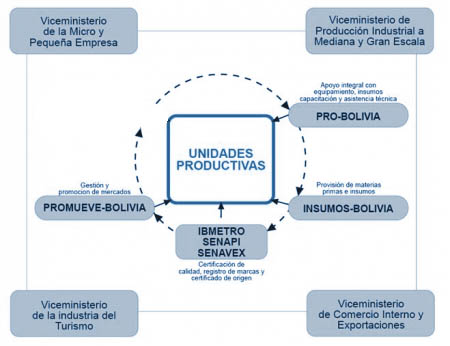 Viceministerio
de la Micro y
Pequeña Empresa
Viceministerio de
Producción Industrial a
Mediana y Gran Escala
Apoyo integral con
equipamiento, insumos
capacitación y asistencia técnica
PRO-BOLIVIA
UNIDADES
PRODUCTIVAS
Gestión y
promocion de mercados
PROMUEVE-BOLIVIA
Provisión de materias
primas e insumos
INSUMOS-BOLIVIA
IBMETRO
SENAPI
SENAVEX
Certificación de
calidad, registro de marcas y
certificado de origen
Viceministerio
de la industria del
Turismo
Viceministerio
de Comercio Interno y
Exportaciones